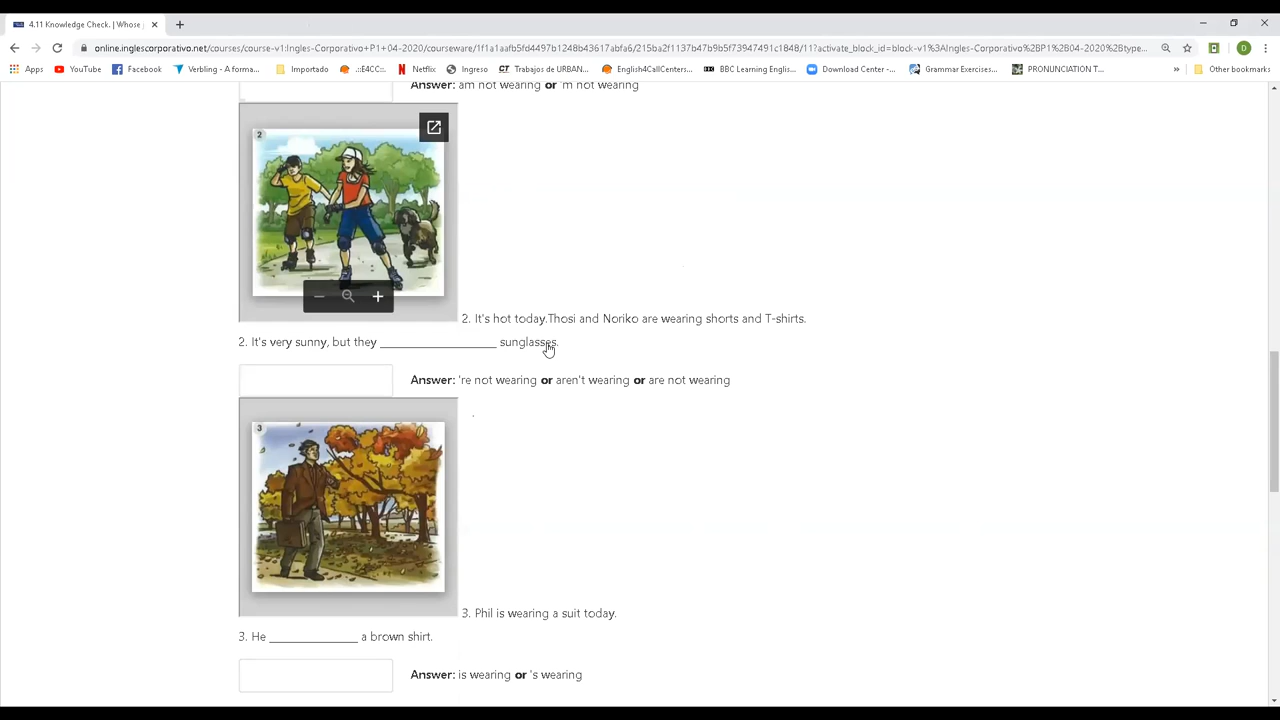 4.11 Knowledge Check. | Whose
online.inglescorporativo.net/courses/course-v1:Ingles-Corporativo+P1+04-2020/courseware/1f1a1aafb5fd4497b1248b43617abfa6/215ba2f1137b47b9b5f73947491c1848/11?activate_block_id=block-v1%3AIngles-Corporativo%2BP1%2B04-2020%2Btype...
D
Apps YouTube Facebook Verbling - A forma... Importado .:::E4CC::. Netflix Ingreso Trabajos de URBAN... English4CallCenters... BBC Learning Englis... Download Center -... Grammar Exercises... PRONUNCIATION T... » Other bookmarks
Answer: am not wearing or 'm not wearing
2
2. It's hot today.Thosi and Noriko are wearing shorts and T-shirts.
2. It's very sunny, but they ____________________ sunglasses.
Answer: 're not wearing or aren't wearing or are not wearing
3
3. Phil is wearing a suit today.
3. He _______________ a brown shirt.
Answer: is wearing or 's wearing